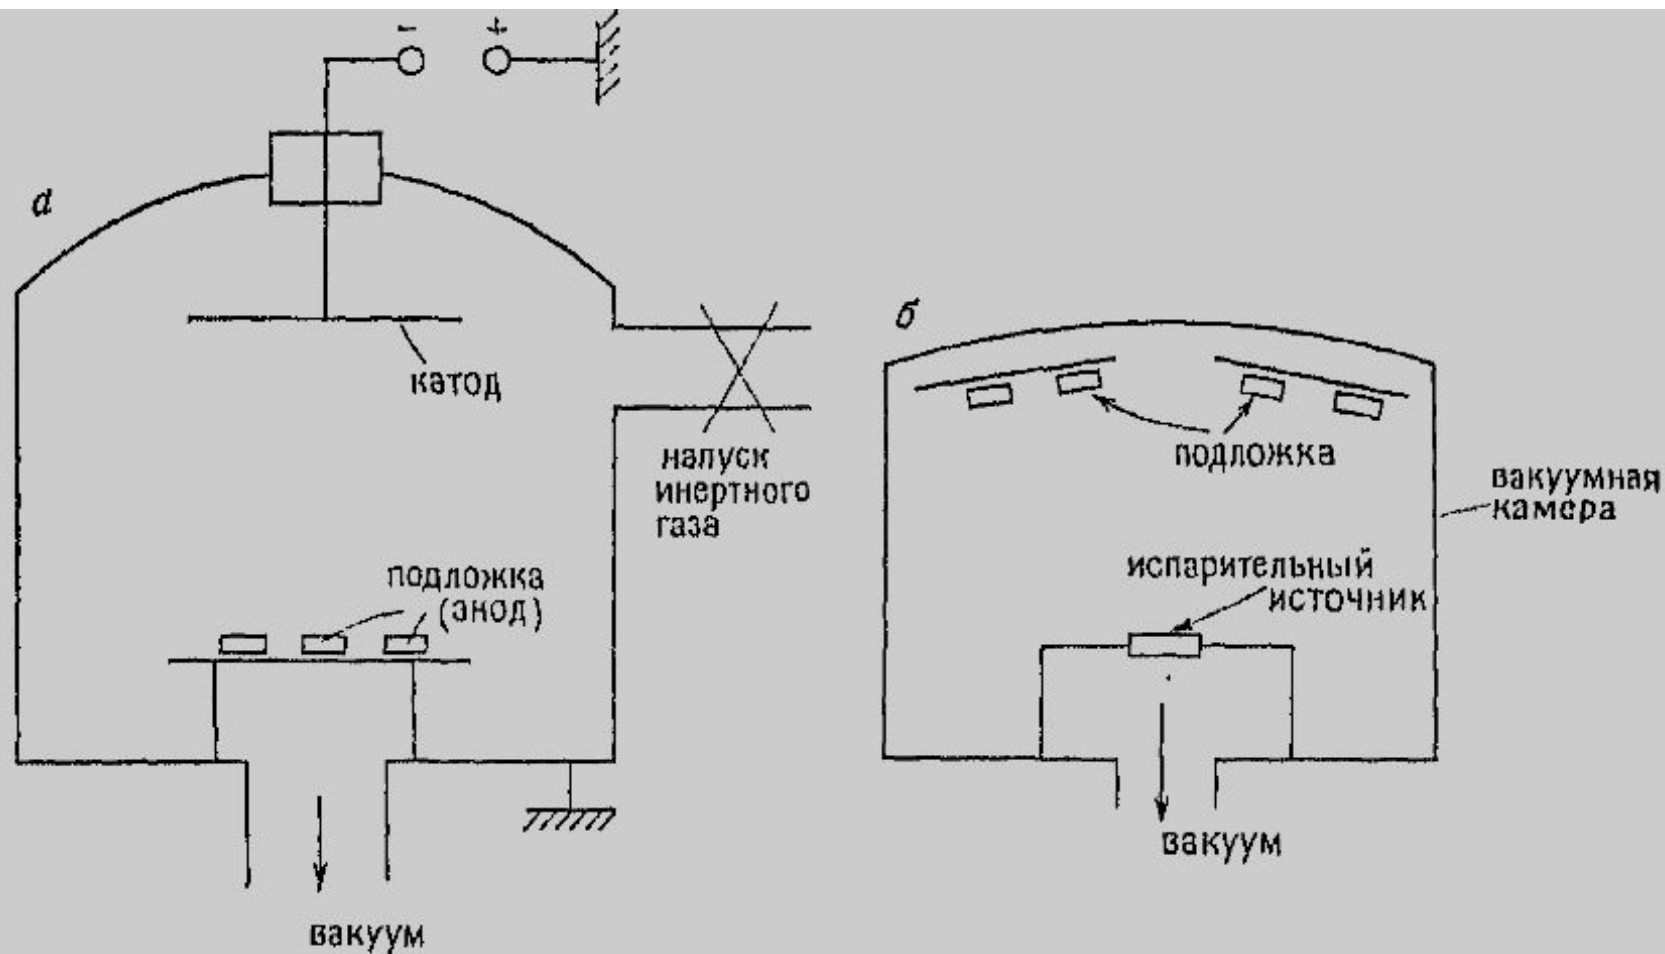 - +
а
катод
напуск
инертного
газа
подложка
(анод)
вакуум
б
подложка
вакуумная
камера
испарительный
источник
вакуум